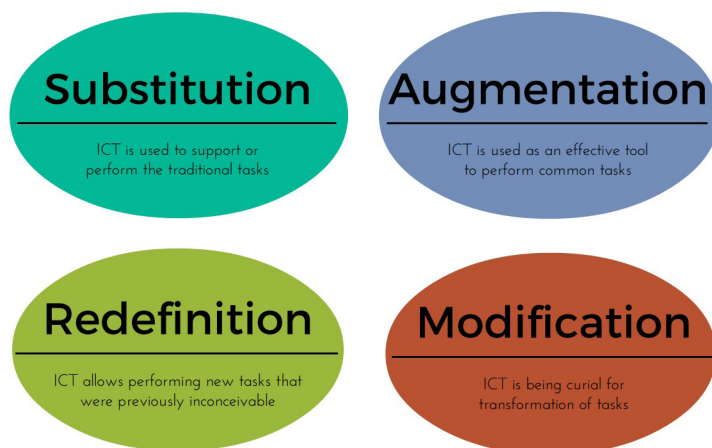 Substitution
ICT is used to support or
perform the traditional tasks
Augmentation
ICT is used as an effective tool
to perform common tasks
Redefinition
ICT allows performing new tasks that
were previously inconceivable
Modification
ICT is being curial for
transformation of tasks